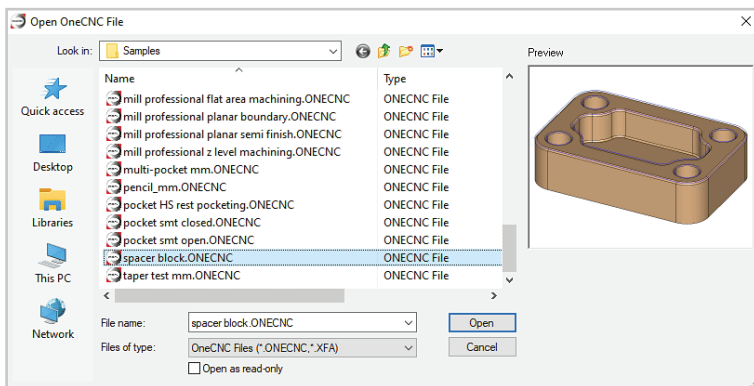 Open OneCNC File
Look in: Samples
Preview
Name Type
mill professional flat area machining.ONECNC ONECNC File
mill professional planar boundary.ONECNC ONECNC File
mill professional planar semi finish.ONECNC ONECNC File
mill professional z level machining.ONECNC ONECNC File
multi-pocket mm.ONECNC ONECNC File
pencil_mm.ONECNC ONECNC File
pocket HS rest pocketing.ONECNC ONECNC File
pocket smt closed.ONECNC ONECNC File
pocket smt open.ONECNC ONECNC File
spacer block.ONECNC ONECNC File
taper test mm.ONECNC ONECNC File
Quick access
Desktop
Libraries
This PC
Network
File name: spacer block.ONECNC Open
Files of type: OneCNC Files (*.ONECNC,*.XFA) Cancel
Open as read-only